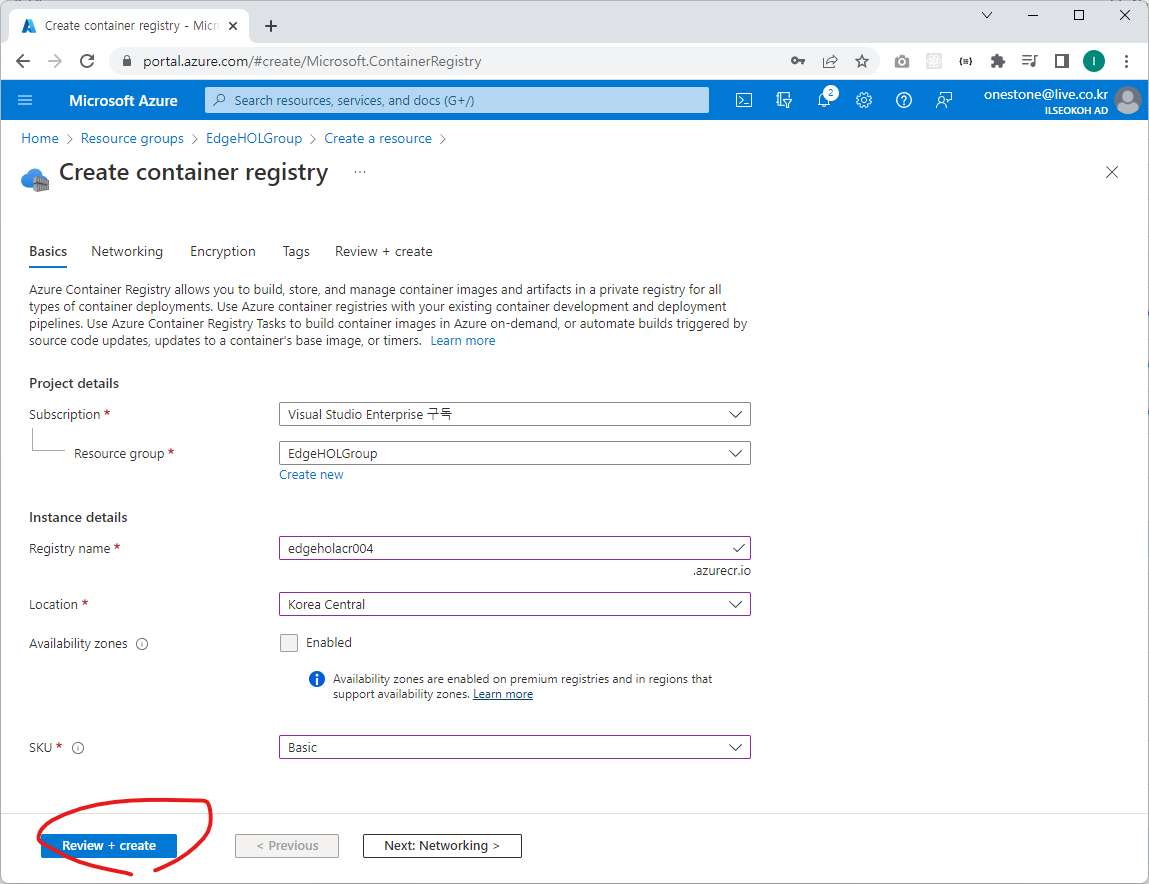 Create container registry - Micr
portal.azure.com/#create/Microsoft.ContainerRegistry
I
Microsoft Azure
Search resources, services, and docs (G+/)
2
onestone@live.co.kr
ILSEOKOH AD
Home > Resource groups > EdgeHOLGroup > Create a resource >
Create container registry ...
Basics Networking Encryption Tags Review + create
Azure Container Registry allows you to build, store, and manage container images and artifacts in a private registry for all
types of container deployments. Use Azure container registries with your existing container development and deployment
pipelines. Use Azure Container Registry Tasks to build container images in Azure on-demand, or automate builds triggered by
source code updates, updates to a container's base image, or timers. Learn more
Project details
Subscription *
Visual Studio Enterprise 구독
Resource group *
EdgeHOLGroup
Create new
Instance details
Registry name *
edgeholacr004
.azurecr.io
Location *
Korea Central
Availability zones
Enabled
Availability zones are enabled on premium registries and in regions that
support availability zones. Learn more
SKU *
Basic
Review + create
< Previous
Next: Networking >